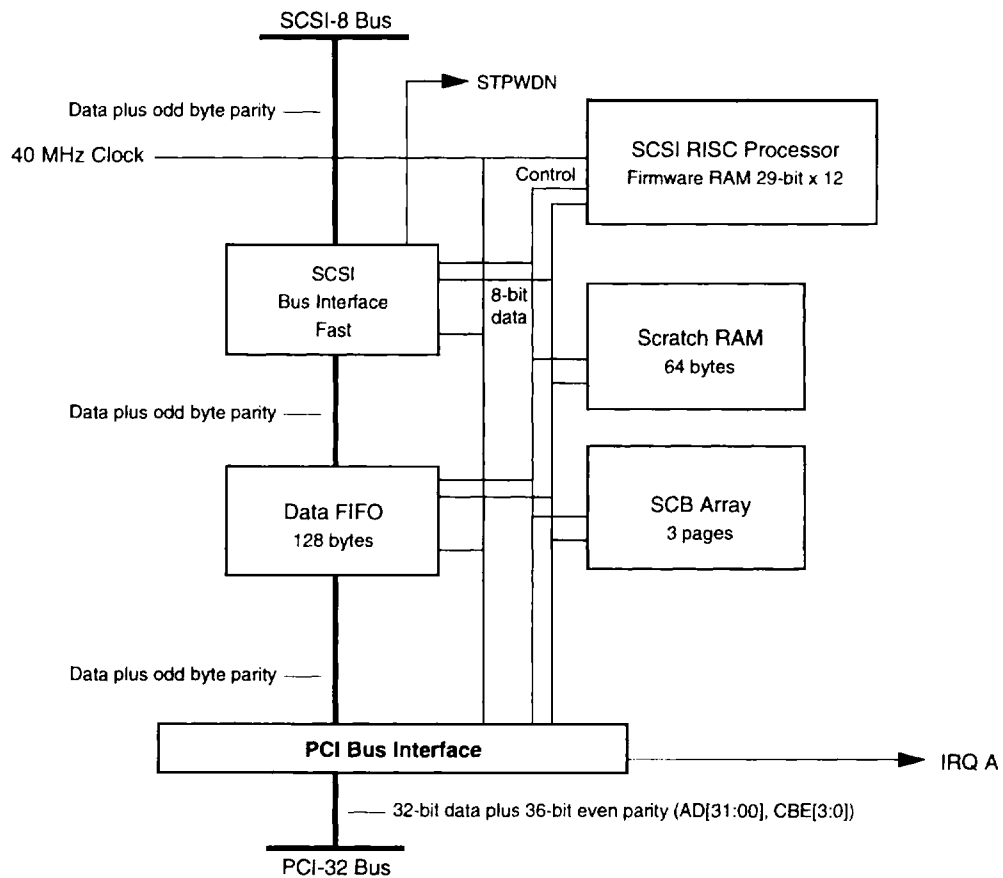 SCSI-8 Bus
STPWDN
Data plus odd byte parity
40 MHz Clock
SCSI RISC Processor
Firmware RAM 29-bit x 12
Control
SCSI
Bus Interface
Fast
8-bit
data
Scratch RAM
64 bytes
Data plus odd byte parity
Data FIFO
128 bytes
SCB Array
3 pages
Data plus odd byte parity
PCI Bus Interface
IRQ A
32-bit data plus 36-bit even parity (AD[31:00], CBE[3:0])
PCI-32 Bus